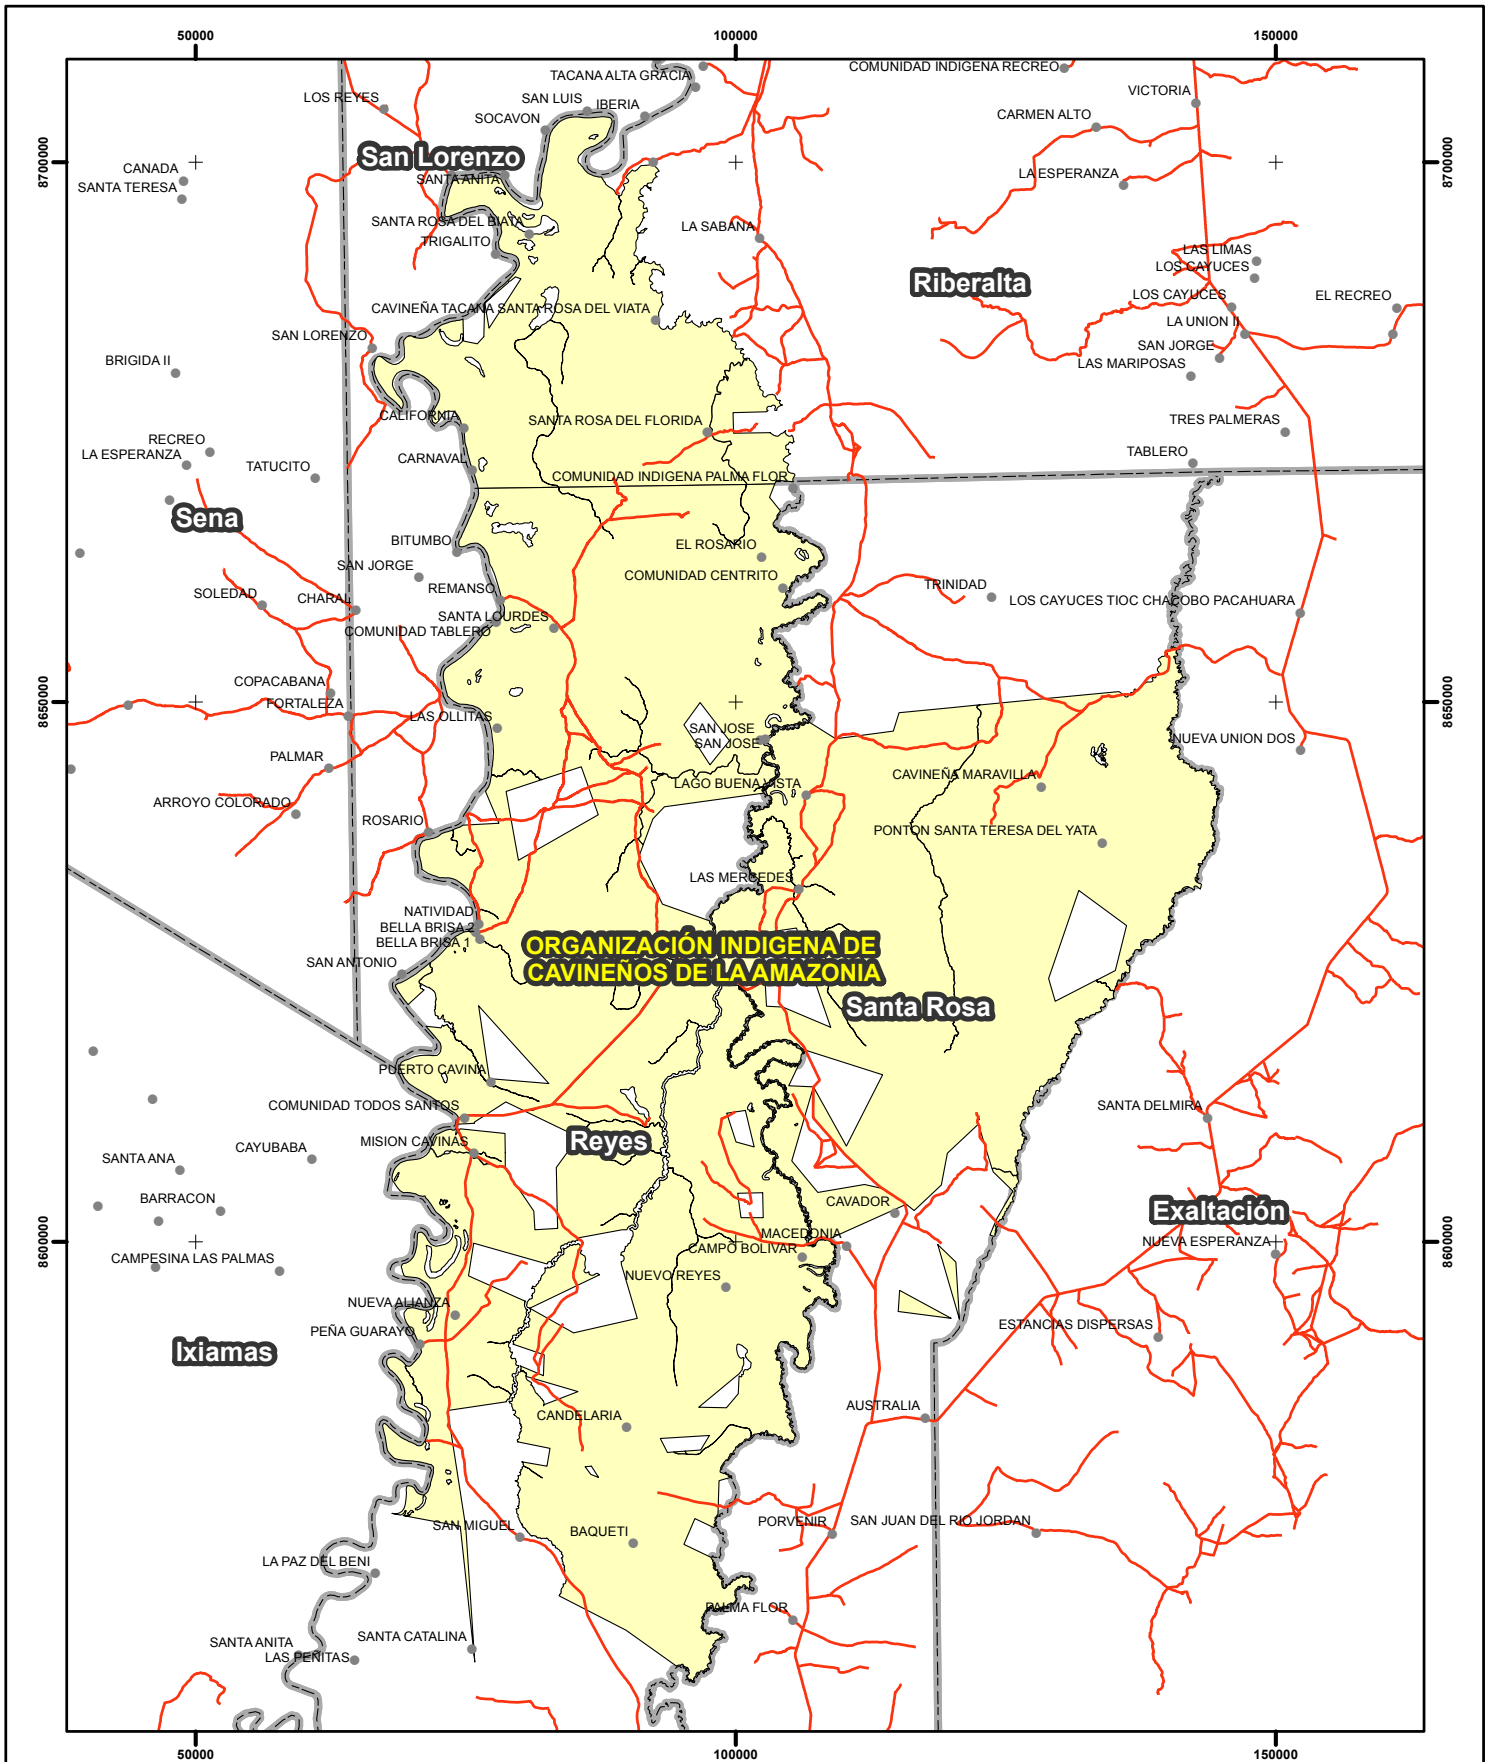 50000
100000
150000
TACANA ALTA GRACIA
COMUNIDAD INDIGENA RECREO
LOS REYES
SAN LUIS
IBERIA
VICTORIA
SOCAVON
CARMEN ALTO
8700000
San Lorenzo
8700000
CANADA
SANTA TERESA
SANTA ANITA
LA ESPERANZA
SANTA ROSA DEL BIATA
LA SABANA
TRIGALITO
LAS LIMAS
LOS CAYUCES
Riberalta
CAVINEÑA TACANA SANTA ROSA DEL VIATA
LOS CAYUCES
EL RECREO
LA UNION II
SAN LORENZO
SAN JORGE
BRIGIDA II
LAS MARIPOSAS
CALIFORNIA
SANTA ROSA DEL FLORIDA
TRES PALMERAS
RECREO
LA ESPERANZA
TATUCITO
CARNAVAL
TABLERO
COMUNIDAD INDIGENA PALMA FLOR
Sena
BITUMBO
EL ROSARIO
SAN JORGE
COMUNIDAD CENTRITO
REMANSO
TRINIDAD
SOLEDAD
CHARAL
LOS CAYUCES TIOC CHACOBO PACAHUARA
SANTA LOURDES
COMUNIDAD TABLERO
COPACABANA
8650000
FORTALEZA
8650000
LAS OLLITAS
SAN JOSE
SAN JOSE
NUEVA UNION DOS
PALMAR
CAVINEÑA MARAVILLA
LAGO BUENA VISTA
ARROYO COLORADO
ROSARIO
PONTON SANTA TERESA DEL YATA
LAS MERCEDES
NATIVIDAD
BELLA BRISA 2
BELLA BRISA 1
ORGANIZACIÓN INDIGENA DE
CAVINEÑOS DE LA AMAZONIA
SAN ANTONIO
Santa Rosa
PUERTO CAVINA
COMUNIDAD TODOS SANTOS
SANTA DELMIRA
MISION CAVINAS
Reyes
CAYUBABA
SANTA ANA
BARRACON
CAVADOR
Exaltación
MACEDONIA
8600000
CAMPO BOLIVAR
NUEVA ESPERANZA
8600000
CAMPESINA LAS PALMAS
NUEVO REYES
NUEVA ALIANZA
PEÑA GUARAYO
ESTANCIAS DISPERSAS
Ixiamas
AUSTRALIA
CANDELARIA
SAN MIGUEL
BAQUETI
PORVENIR
SAN JUAN DEL RIO JORDAN
LA PAZ DEL BENI
PALMA FLOR
SANTA ANITA
SANTA CATALINA
LAS PEÑITAS
50000
100000
150000